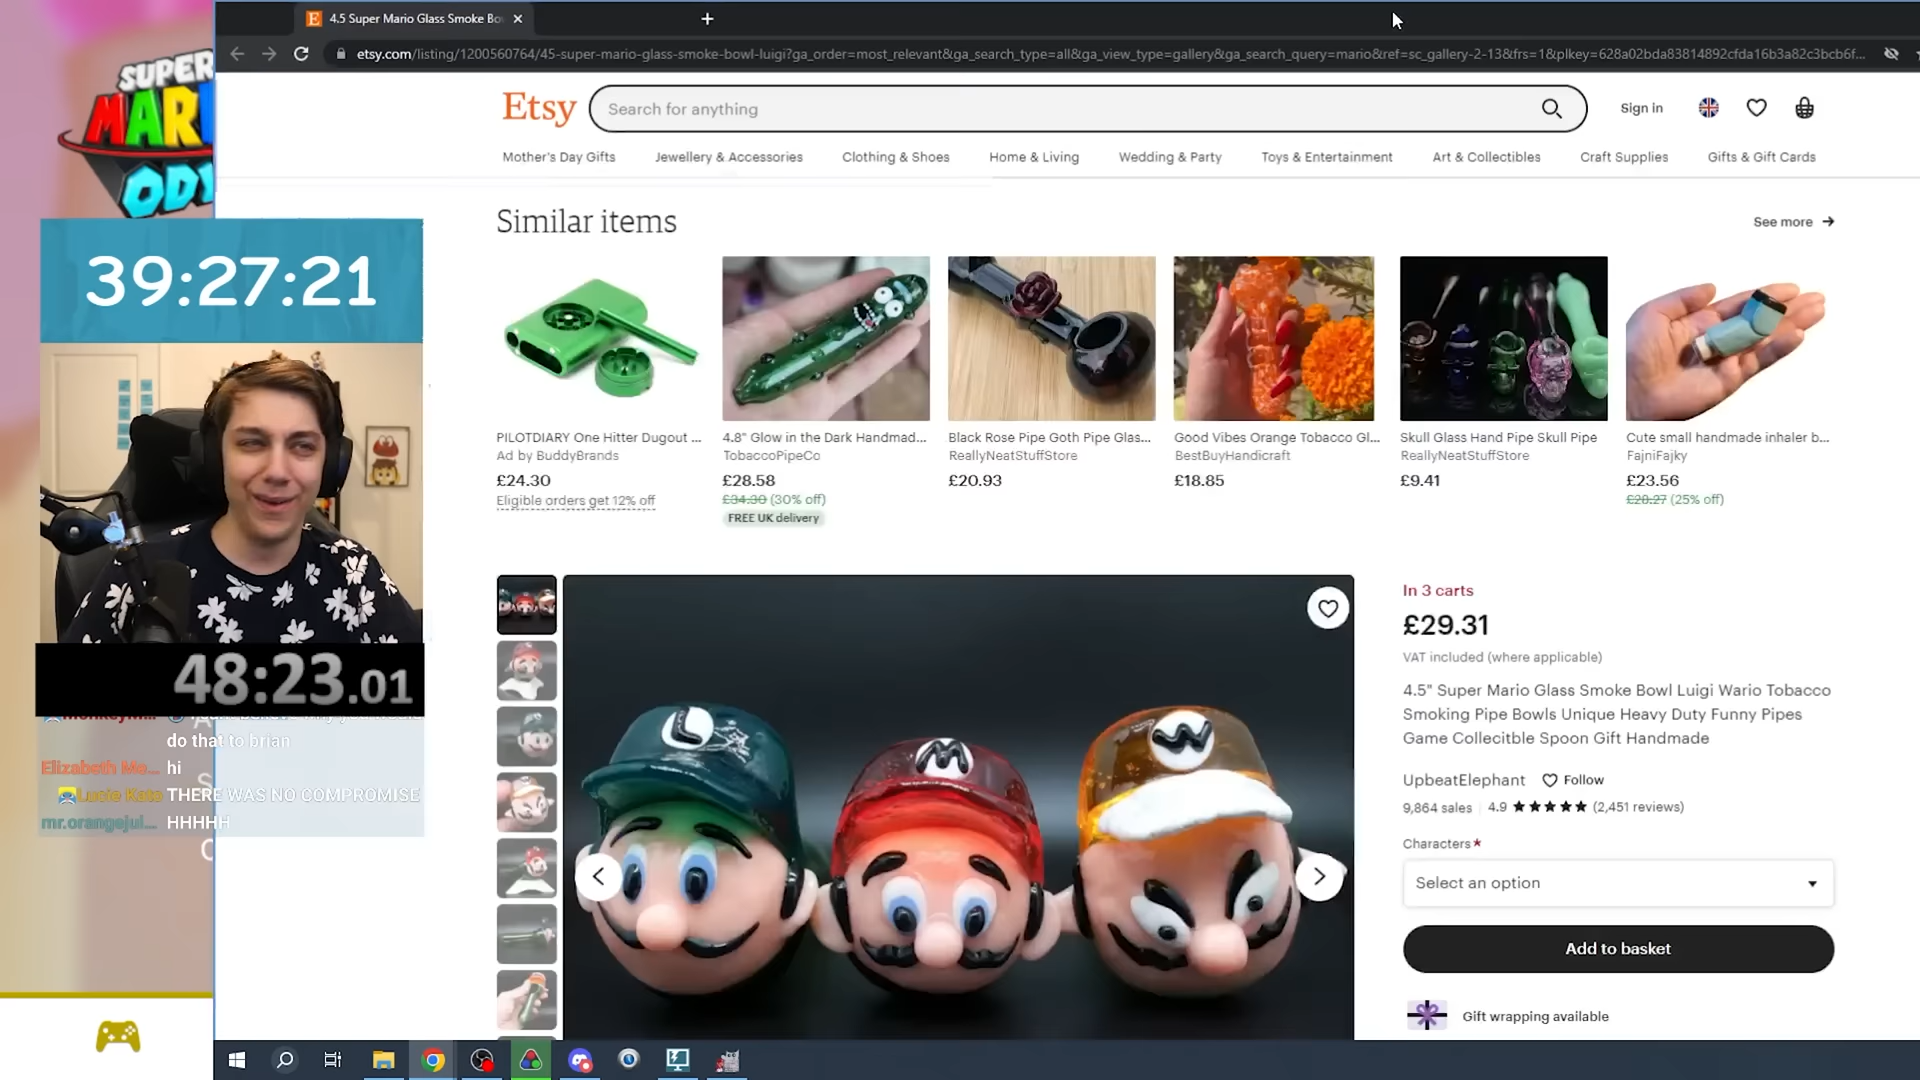 4.5 Super Mario Glass Smoke Bo
etsy.com/listing/1200560764/45-super-mario-glass-smoke-bowl-luigi?ga_order=most_relevant&ga_search_type=all&ga_view_type=gallery&ga_search_query=mario&ref=sc_gallery-2-13&frs=1&plkey=628a02bda83814892cfda16b3a82c3bcb6f...
SUPER
MARI
ODY
Etsy
Search for anything
Sign in
Mother's Day Gifts
Jewellery & Accessories
Clothing & Shoes
Home & Living
Wedding & Party
Toys & Entertainment
Art & Collectibles
Craft Supplies
Gifts & Gift Cards
Similar items
See more
39:27:21
48:23.01
do that to brian
Elizabeth Me... hi
Lucie Kato THERE WAS NO COMPROMISE
mr.orangejui... HHHHH
PILOTDIARY One Hitter Dugout ...
Ad by BuddyBrands
£24.30
Eligible orders get 12% off
4.8" Glow in the Dark Handmad...
TobaccoPipeCo
£28.58
£34.30 (30% off)
FREE UK delivery
Black Rose Pipe Goth Pipe Glas...
ReallyNeatStuffStore
£20.93
Good Vibes Orange Tobacco Gl...
BestBuyHandicraft
£18.85
Skull Glass Hand Pipe Skull Pipe
ReallyNeatStuffStore
£9.41
Cute small handmade inhaler b...
FajniFajky
£23.56
£28.27 (25% off)
L
M
W
In 3 carts
£29.31
VAT included (where applicable)
4.5" Super Mario Glass Smoke Bowl Luigi Wario Tobacco
Smoking Pipe Bowls Unique Heavy Duty Funny Pipes
Game Collectible Spoon Gift Handmade
UpbeatElephant
Follow
9,864 sales
4.9
(2,451 reviews)
Characters *
Select an option
Add to basket
Gift wrapping available